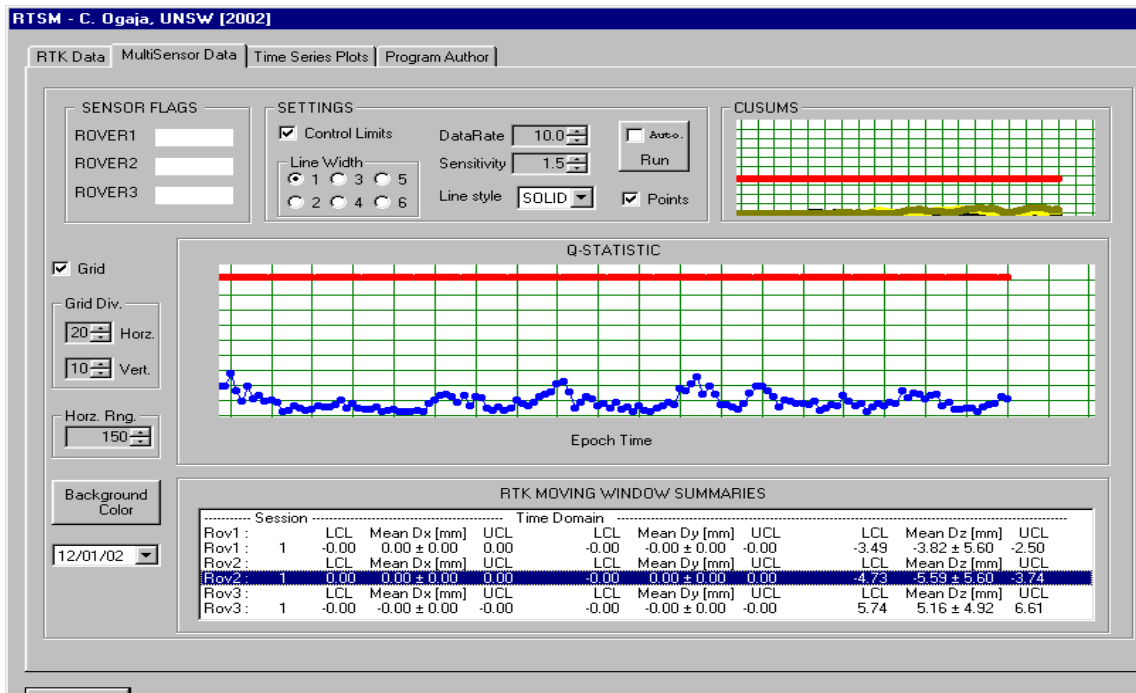 RTSM - C. Ogaja, UNSW [2002]
RTK Data MultiSensor Data Time Series Plots Program Author
SENSOR FLAGS
ROVER1
ROVER2
ROVER3
SETTINGS
Control Limits
Line Width
1 3 5
2 4 6
DataRate 10.0
Sensitivity 1.5
Line style SOLID
Auto.
Run
Points
CUSUMS
Grid
Grid Div.
20 Horz.
10 Vert.
Horz. Rng.
150
Background
Color
12/01/02
Q-STATISTIC
Epoch Time
RTK MOVING WINDOW SUMMARIES
---------- Session ---------------------------------------- Time Domain ----------------------------------------
Rov1 : LCL Mean Dx [mm] UCL LCL Mean Dy [mm] UCL LCL Mean Dz [mm] UCL
Rov1 : 1 -0.00 0.00 ± 0.00 0.00 -0.00 -0.00 ± 0.00 -0.00 -3.49 -3.82 ± 5.60 -2.50
Rov2 : LCL Mean Dx [mm] UCL LCL Mean Dy [mm] UCL LCL Mean Dz [mm] UCL
Rov2 : 1 0.00 0.00 ± 0.00 0.00 -0.00 0.00 ± 0.00 0.00 -4.73 -5.59 ± 5.60 -3.74
Rov3 : LCL Mean Dx [mm] UCL LCL Mean Dy [mm] UCL LCL Mean Dz [mm] UCL
Rov3 : 1 -0.00 -0.00 ± 0.00 -0.00 -0.00 -0.00 ± 0.00 -0.00 5.74 5.16 ± 4.92 6.61